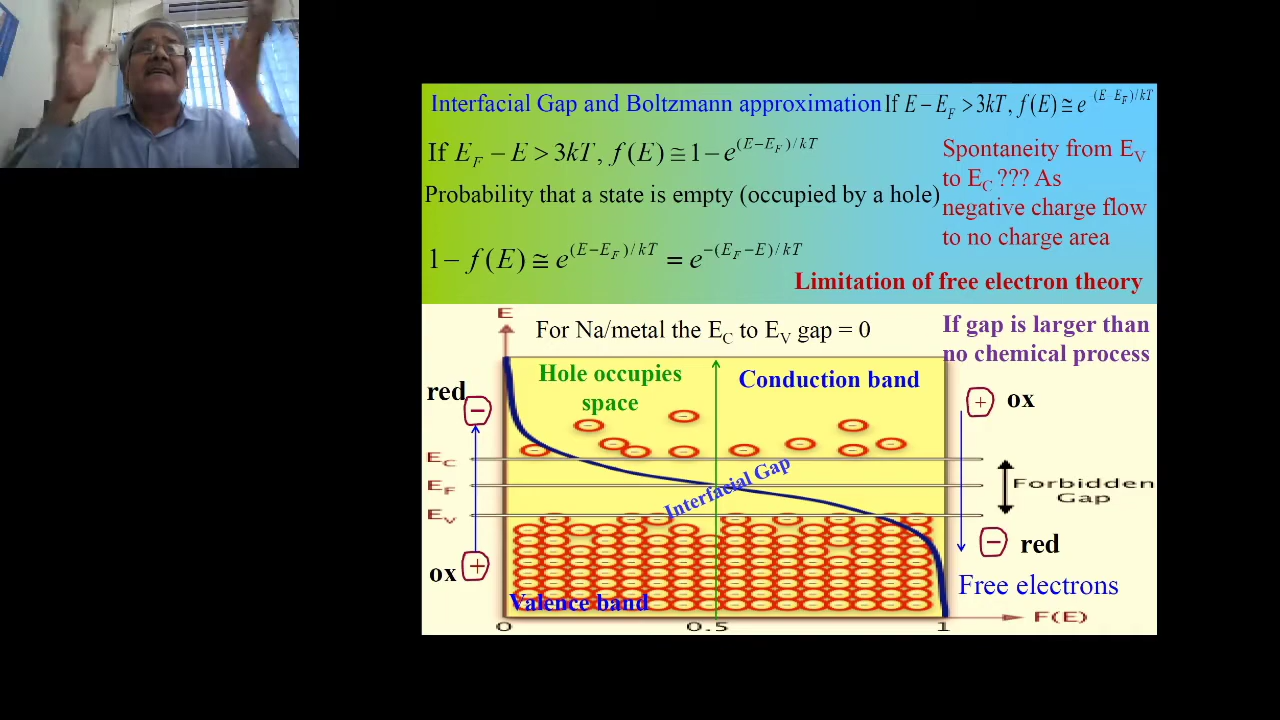 Interfacial Gap and Boltzmann approximation If E − E_F > 3kT, f(E) ≅ e^(E E_F)/kT
If E_F − E > 3kT, f(E) ≅ 1 − e^(E−E_F)/kT
Spontaneity from E_V
to E_C ??? As
negative charge flow
to no charge area
Probability that a state is empty (occupied by a hole)
1 − f(E) ≅ e^(E−E_F)/kT = e^−(E_F−E)/kT
Limitation of free electron theory
E
For Na/metal the E_C to E_V gap = 0
If gap is larger than
no chemical process
Hole occupies
space
Conduction band
red
−
+
ox
E_C
E_F
E_V
Interfacial Gap
Forbidden
Gap
−
red
ox
+
Valence band
Free electrons
0
0.5
1
F(E)